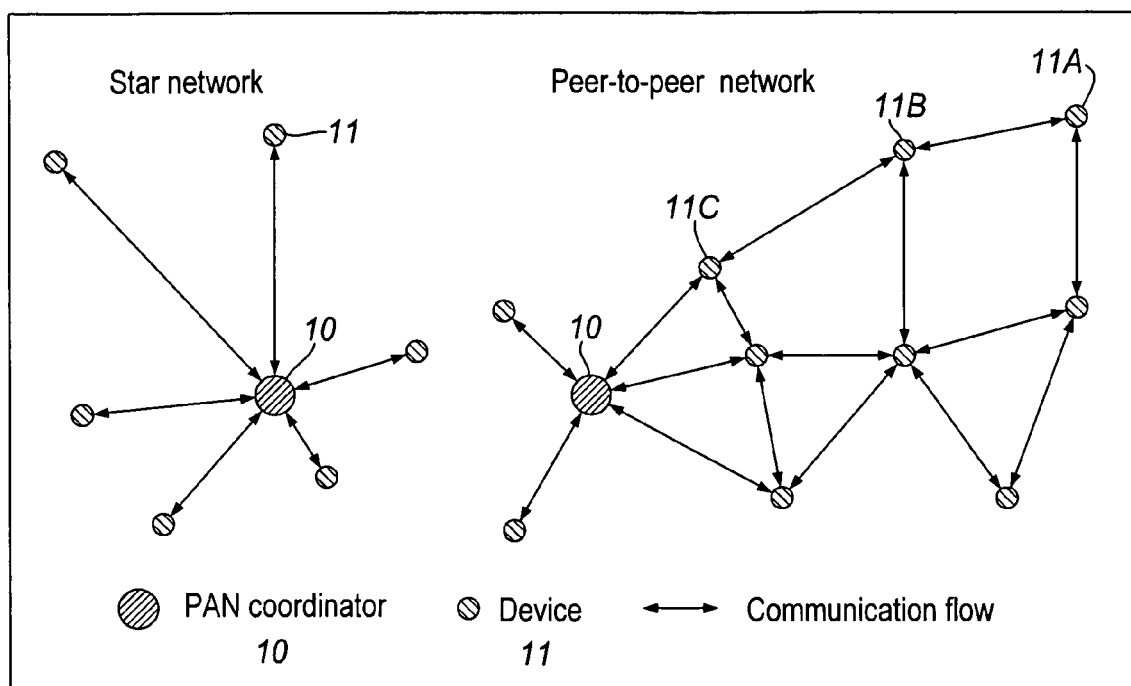 Star network
11
10
Peer-to-peer network
11A
11B
11C
10
PAN coordinator
10
Device
11
Communication flow